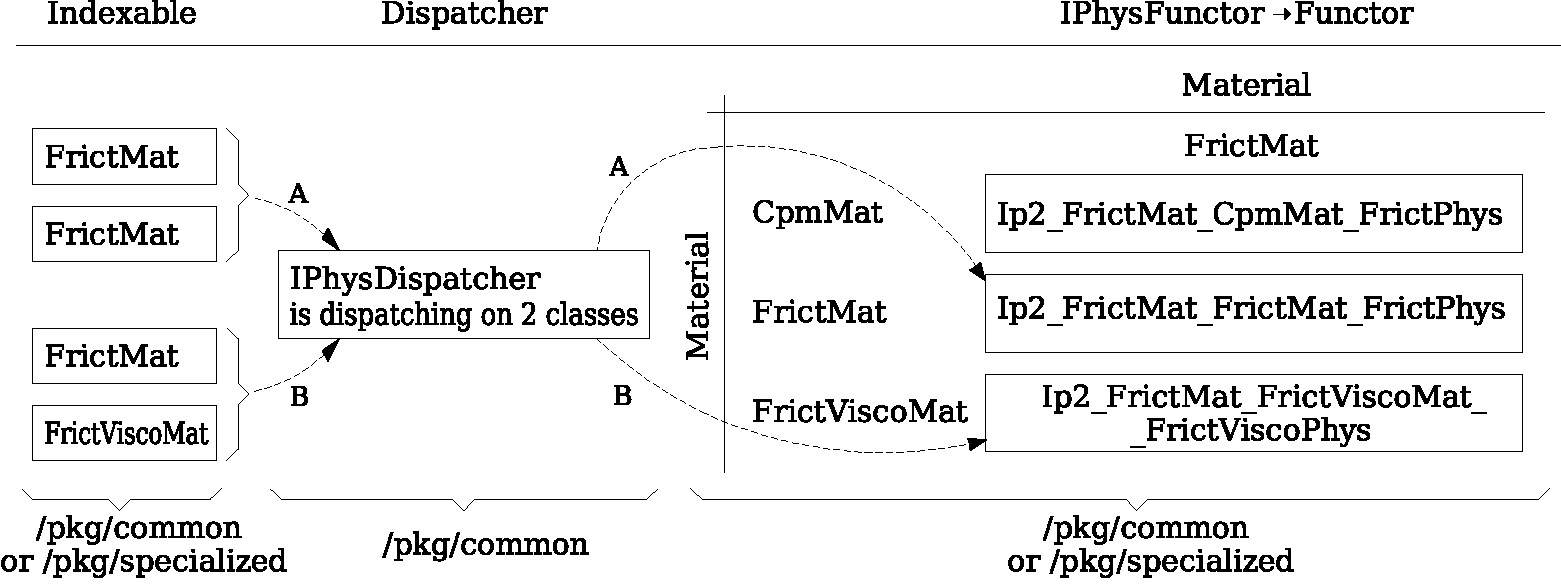 Indexable
Dispatcher
IPhysFunctor →Functor
Material
FrictMat
FrictMat
FrictMat
A
A
CpmMat
Ip2_FrictMat_CpmMat_FrictPhys
Material
IPhysDispatcher
is dispatching on 2 classes
FrictMat
Ip2_FrictMat_FrictMat_FrictPhys
FrictMat
FrictViscoMat
B
B
FrictViscoMat
Ip2_FrictMat_FrictViscoMat_
_FrictViscoPhys
/pkg/common
or /pkg/specialized
/pkg/common
/pkg/common
or /pkg/specialized